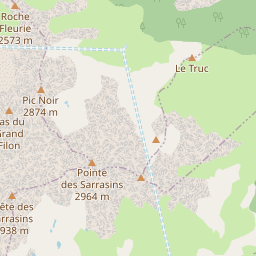 Roche
Fleurie
2573 m
Le Truc
Pic Noir
2874 m
as du
Grand
Filon
Pointe
des Sarrasins
2964 m
ête des
arrasins
938 m